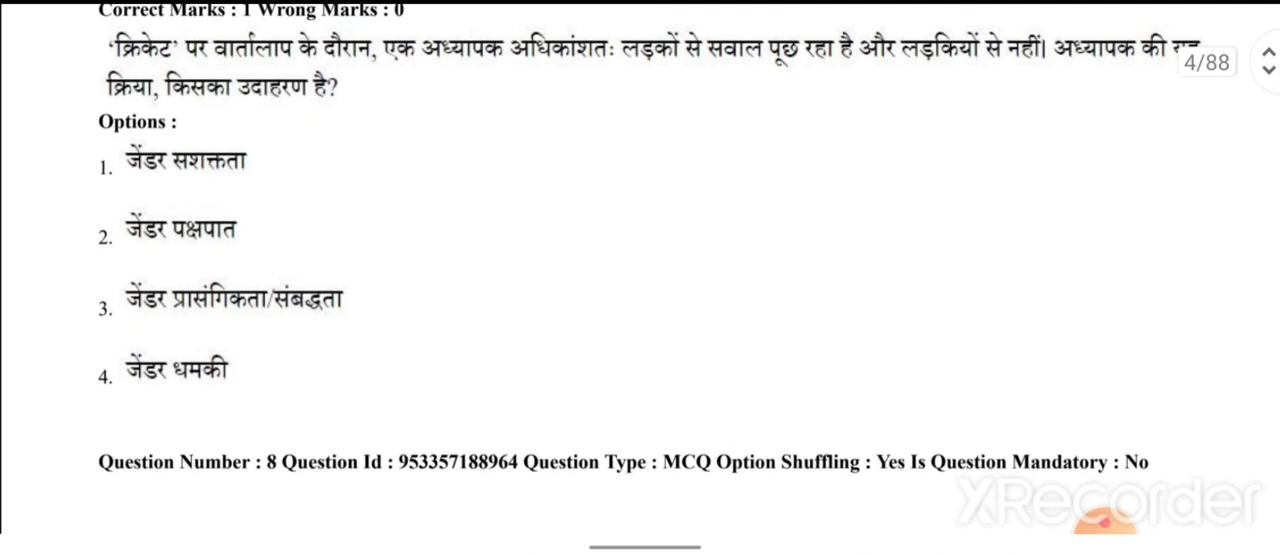 Correct Marks : 1 Wrong Marks : 0
‘क्रिकेट’ पर वार्तालाप के दौरान, एक अध्यापक अधिकांशतः लड़कों से सवाल पूछ रहा है और लड़कियों से नहीं। अध्यापक की
4/88
क्रिया, किसका उदाहरण है?
Options :
1. जेंडर सशक्तता
2. जेंडर पक्षपात
3. जेंडर प्रासंगिकता/संबद्धता
4. जेंडर धमकी
Question Number : 8 Question Id : 953357188964 Question Type : MCQ Option Shuffling : Yes Is Question Mandatory : No
XRecorder